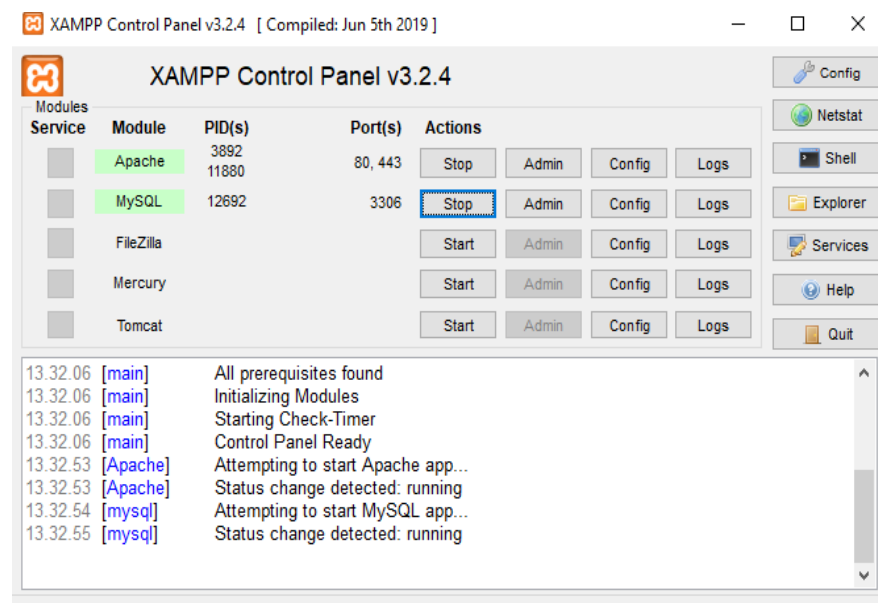 XAMPP Control Panel v3.2.4 [ Compiled: Jun 5th 2019 ]
XAMPP Control Panel v3.2.4
Config
Modules
Netstat
Service Module PID(s) Port(s) Actions
Apache 3892 11880 80, 443 Stop Admin Config Logs
Shell
MySQL 12692 3306 Stop Admin Config Logs
Explorer
FileZilla Start Admin Config Logs
Services
Mercury Start Admin Config Logs
Help
Tomcat Start Admin Config Logs
Quit
13.32.06 [main] All prerequisites found
13.32.06 [main] Initializing Modules
13.32.06 [main] Starting Check-Timer
13.32.06 [main] Control Panel Ready
13.32.53 [Apache] Attempting to start Apache app...
13.32.53 [Apache] Status change detected: running
13.32.54 [mysql] Attempting to start MySQL app...
13.32.55 [mysql] Status change detected: running